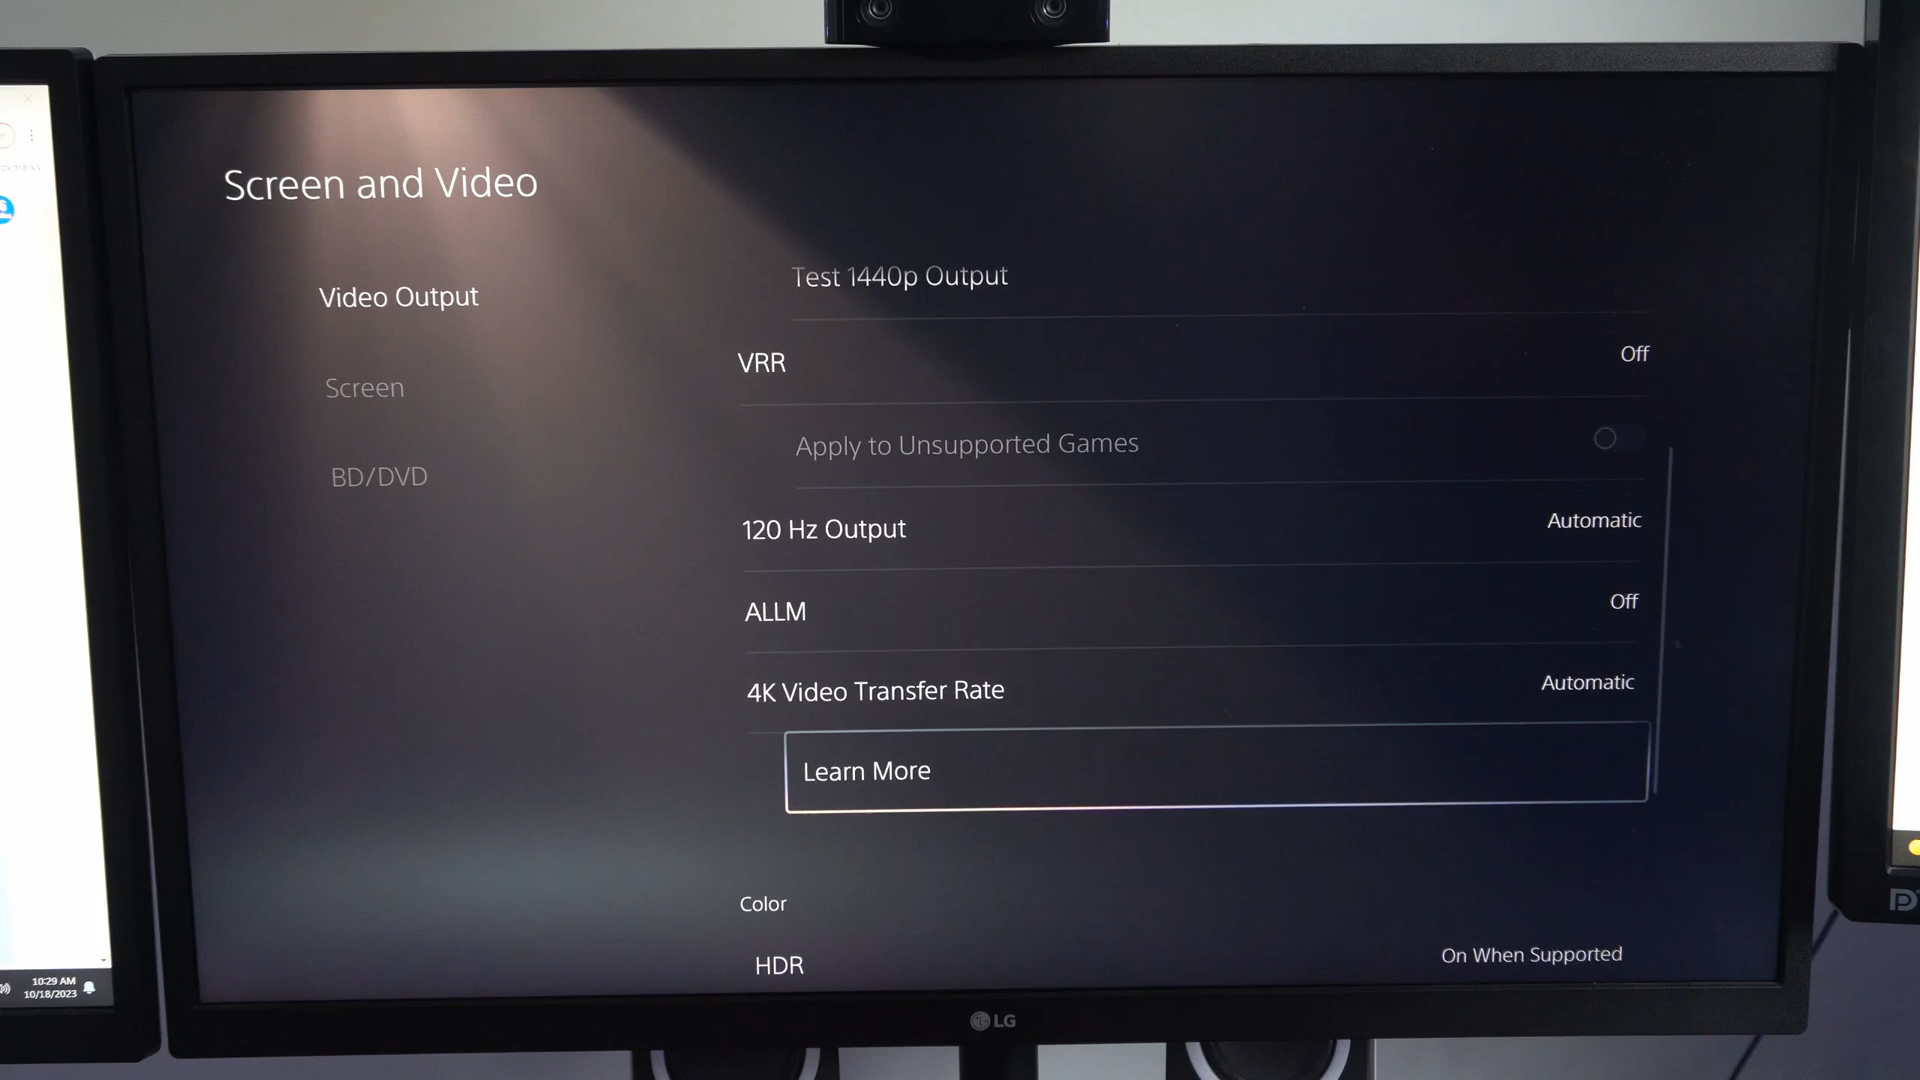 Screen and Video
Video Output
Screen
BD/DVD
Test 1440p Output
VRR
Off
Apply to Unsupported Games
120 Hz Output
Automatic
ALLM
Off
4K Video Transfer Rate
Automatic
Learn More
Color
HDR
On When Supported
LG
10:29 AM
10/18/2023